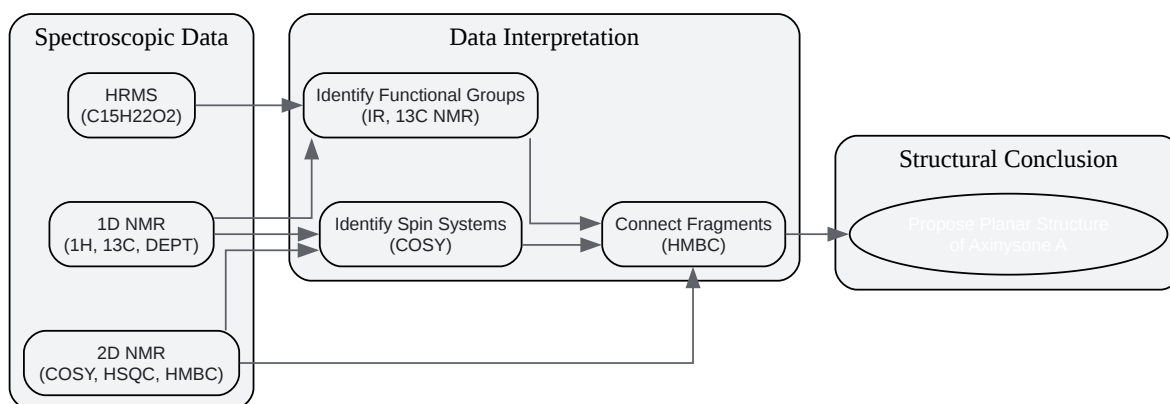 Spectroscopic Data
HRMS
(C15H22O2)
1D NMR
(1H, 13C, DEPT)
2D NMR
(COSY, HSQC, HMBC)
Data Interpretation
Identify Functional Groups
(IR, 13C NMR)
Identify Spin Systems
(COSY)
Connect Fragments
(HMBC)
Structural Conclusion
Propose Planar Structure
of Axinysone A